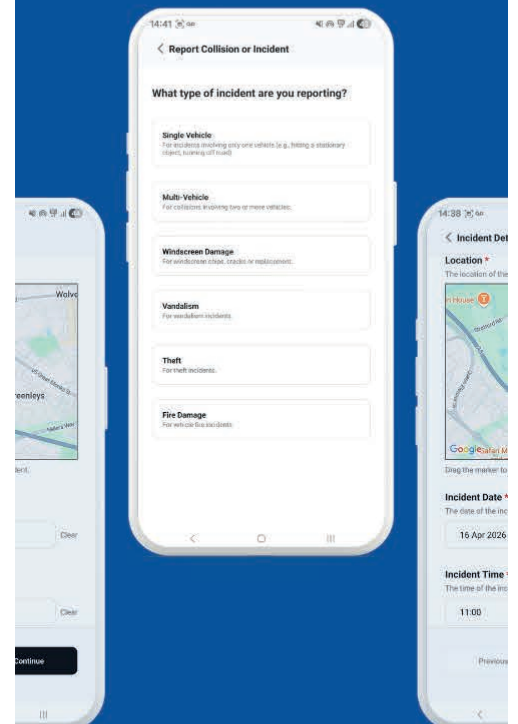 14:41
Report Collision or Incident
What type of incident are you reporting?
Single Vehicle
For incidents involving only one vehicle (e.g., hitting a stationary
object, running off road)
Multi-Vehicle
For collisions involving two or more vehicles.
Windscreen Damage
For windscreen chips, cracks or replacement.
Vandalism
For vandalism incidents.
Theft
For theft incidents.
Fire Damage
For vehicle fire incidents.
Wolve
reenleys
dent.
Clear
Clear
Continue
14:38
Incident Det
Location *
The location of the
n House
Google
Safari M
Drag the marker to
Incident Date *
The date of the inc
16 Apr 2026
Incident Time *
The time of the inc
11:00
Previous